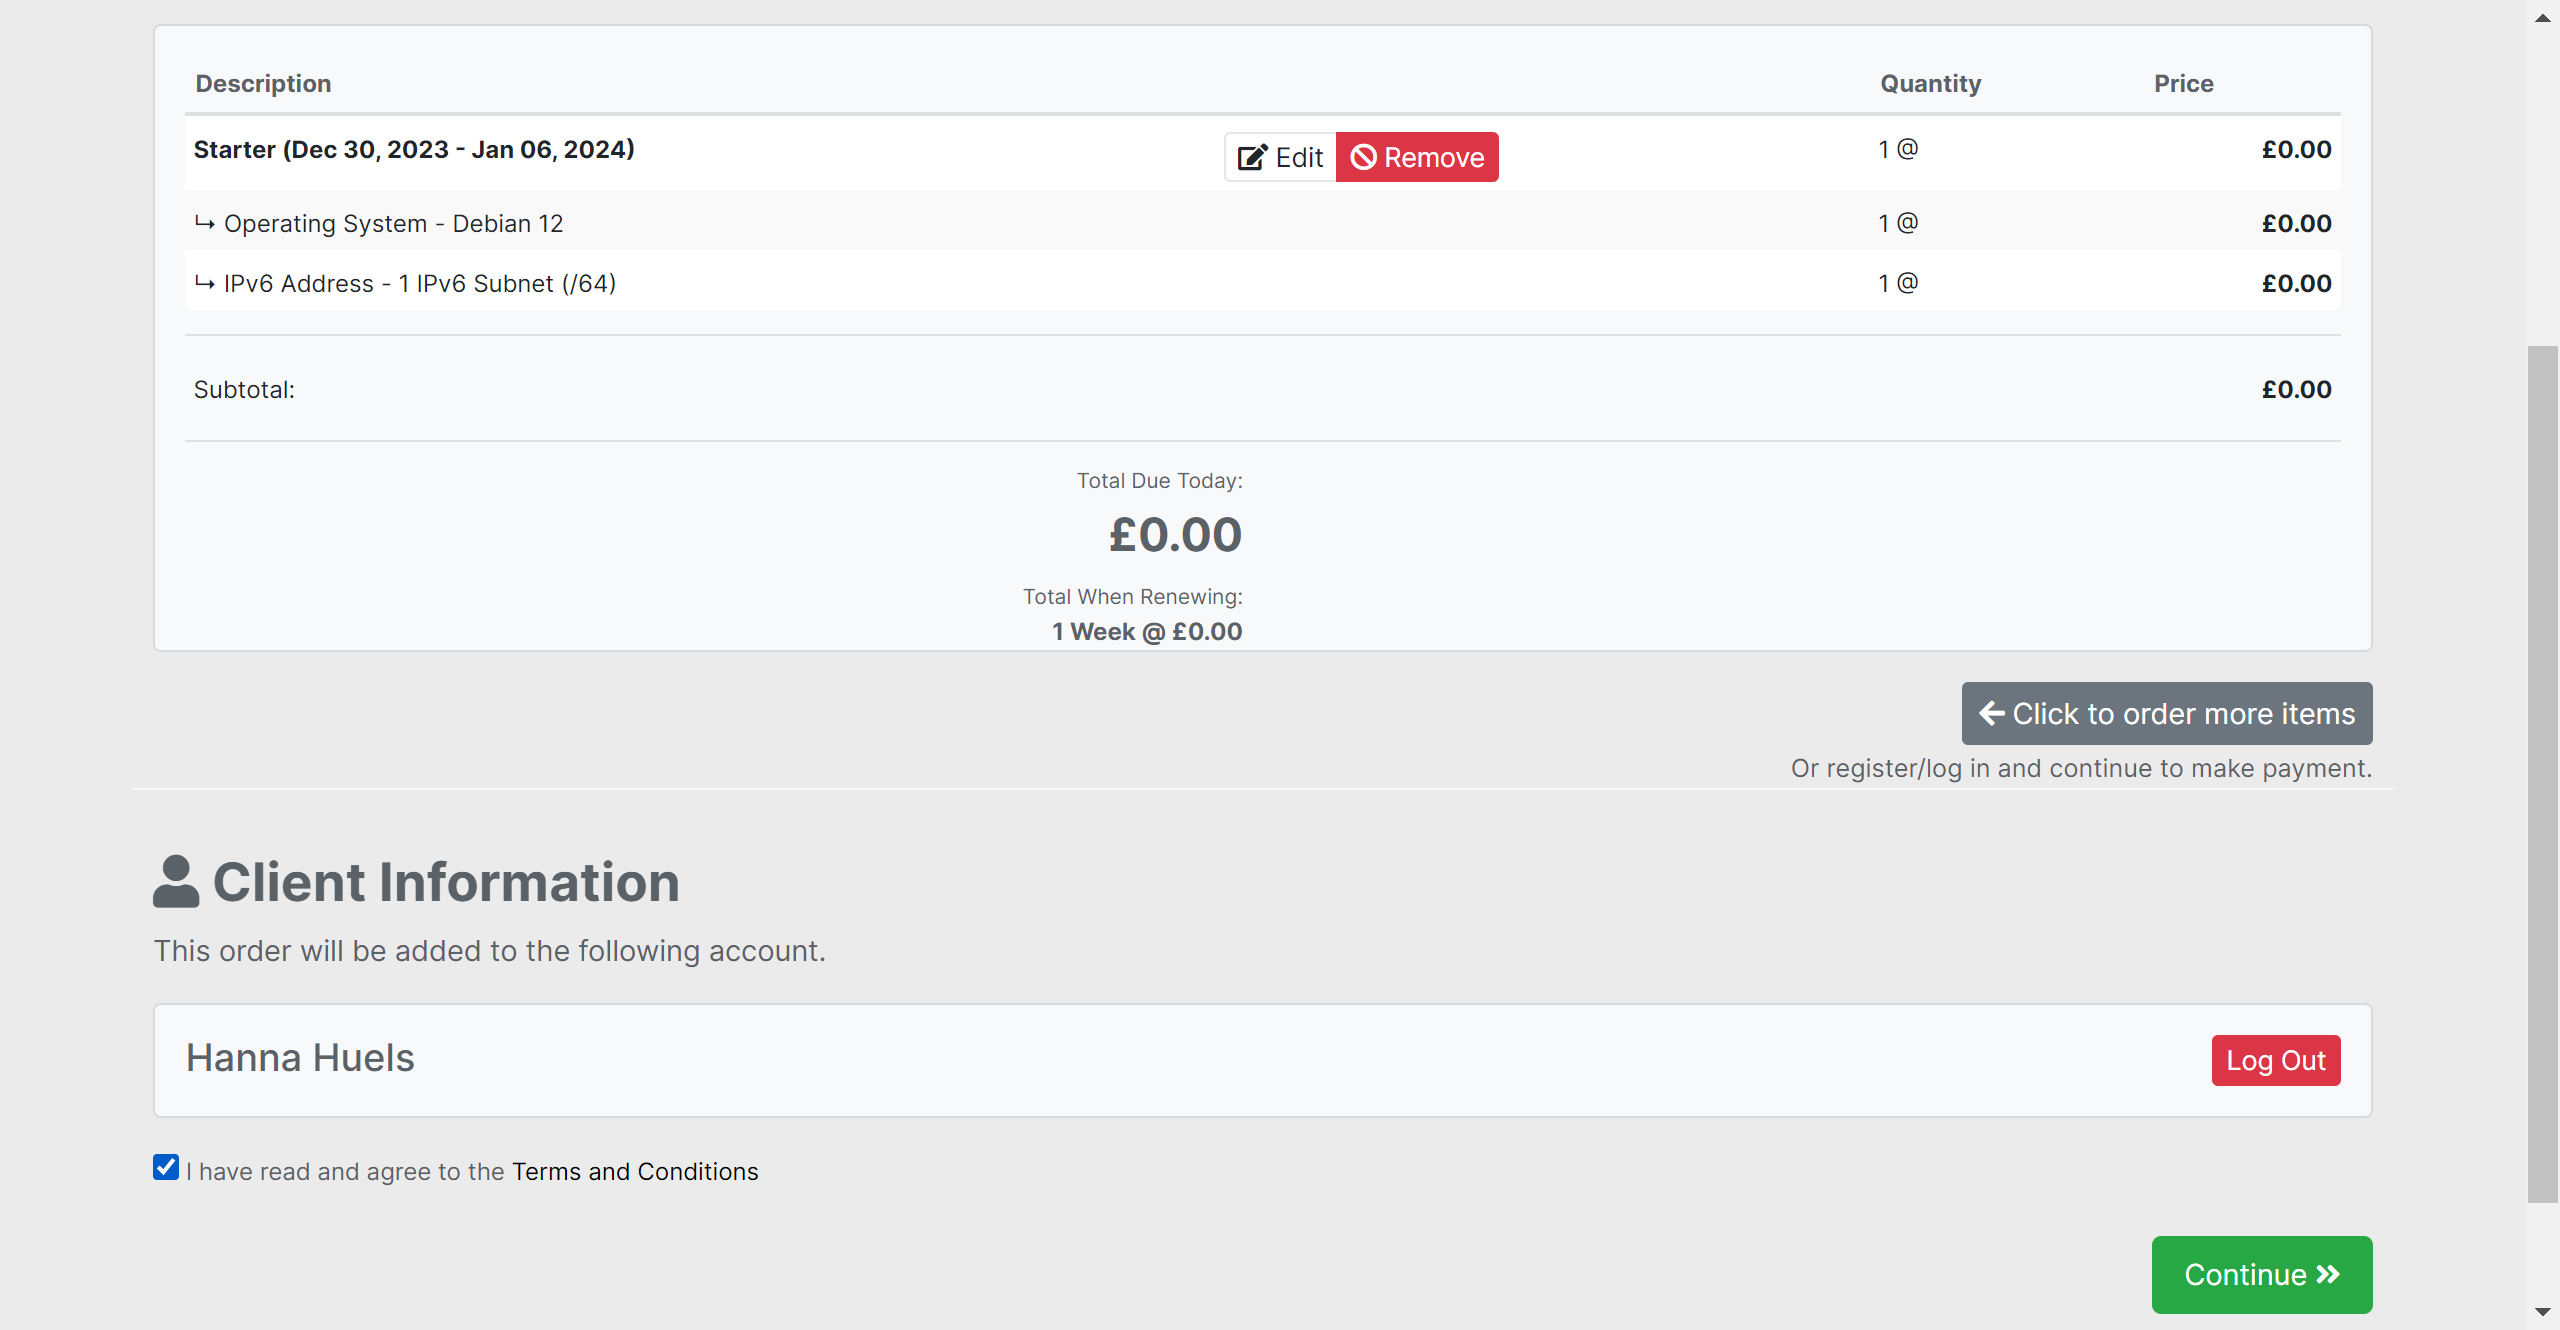 Description Quantity Price
Starter (Dec 30, 2023 - Jan 06, 2024) Edit Remove 1 @ £0.00
↳ Operating System - Debian 12 1 @ £0.00
↳ IPv6 Address - 1 IPv6 Subnet (/64) 1 @ £0.00
Subtotal: £0.00
Total Due Today:
£0.00
Total When Renewing:
1 Week @ £0.00
Click to order more items
Or register/log in and continue to make payment.
Client Information
This order will be added to the following account.
Hanna Huels Log Out
I have read and agree to the Terms and Conditions
Continue